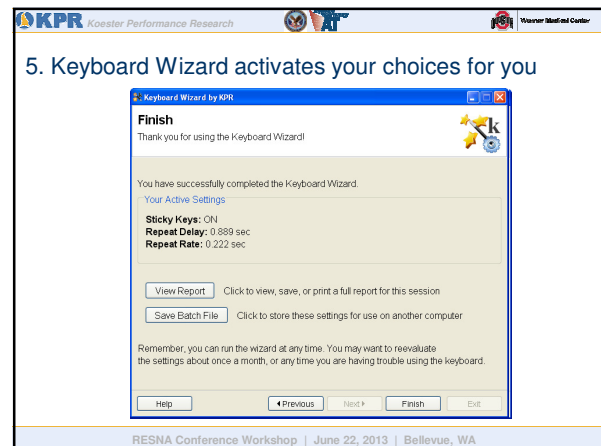 KPR Koester Performance Research
Wexner Medical Center
5. Keyboard Wizard activates your choices for you
Keyboard Wizard by KPR
Finish
Thank you for using the Keyboard Wizard!
k
You have successfully completed the Keyboard Wizard.
Your Active Settings
Sticky Keys: ON
Repeat Delay: 0.889 sec
Repeat Rate: 0.222 sec
View Report Click to view, save, or print a full report for this session
Save Batch File Click to store these settings for use on another computer
Remember, you can run the wizard at any time. You may want to reevaluate
the settings about once a month, or any time you are having trouble using the keyboard.
Help Previous Next Finish Exit
RESNA Conference Workshop | June 22, 2013 | Bellevue, WA